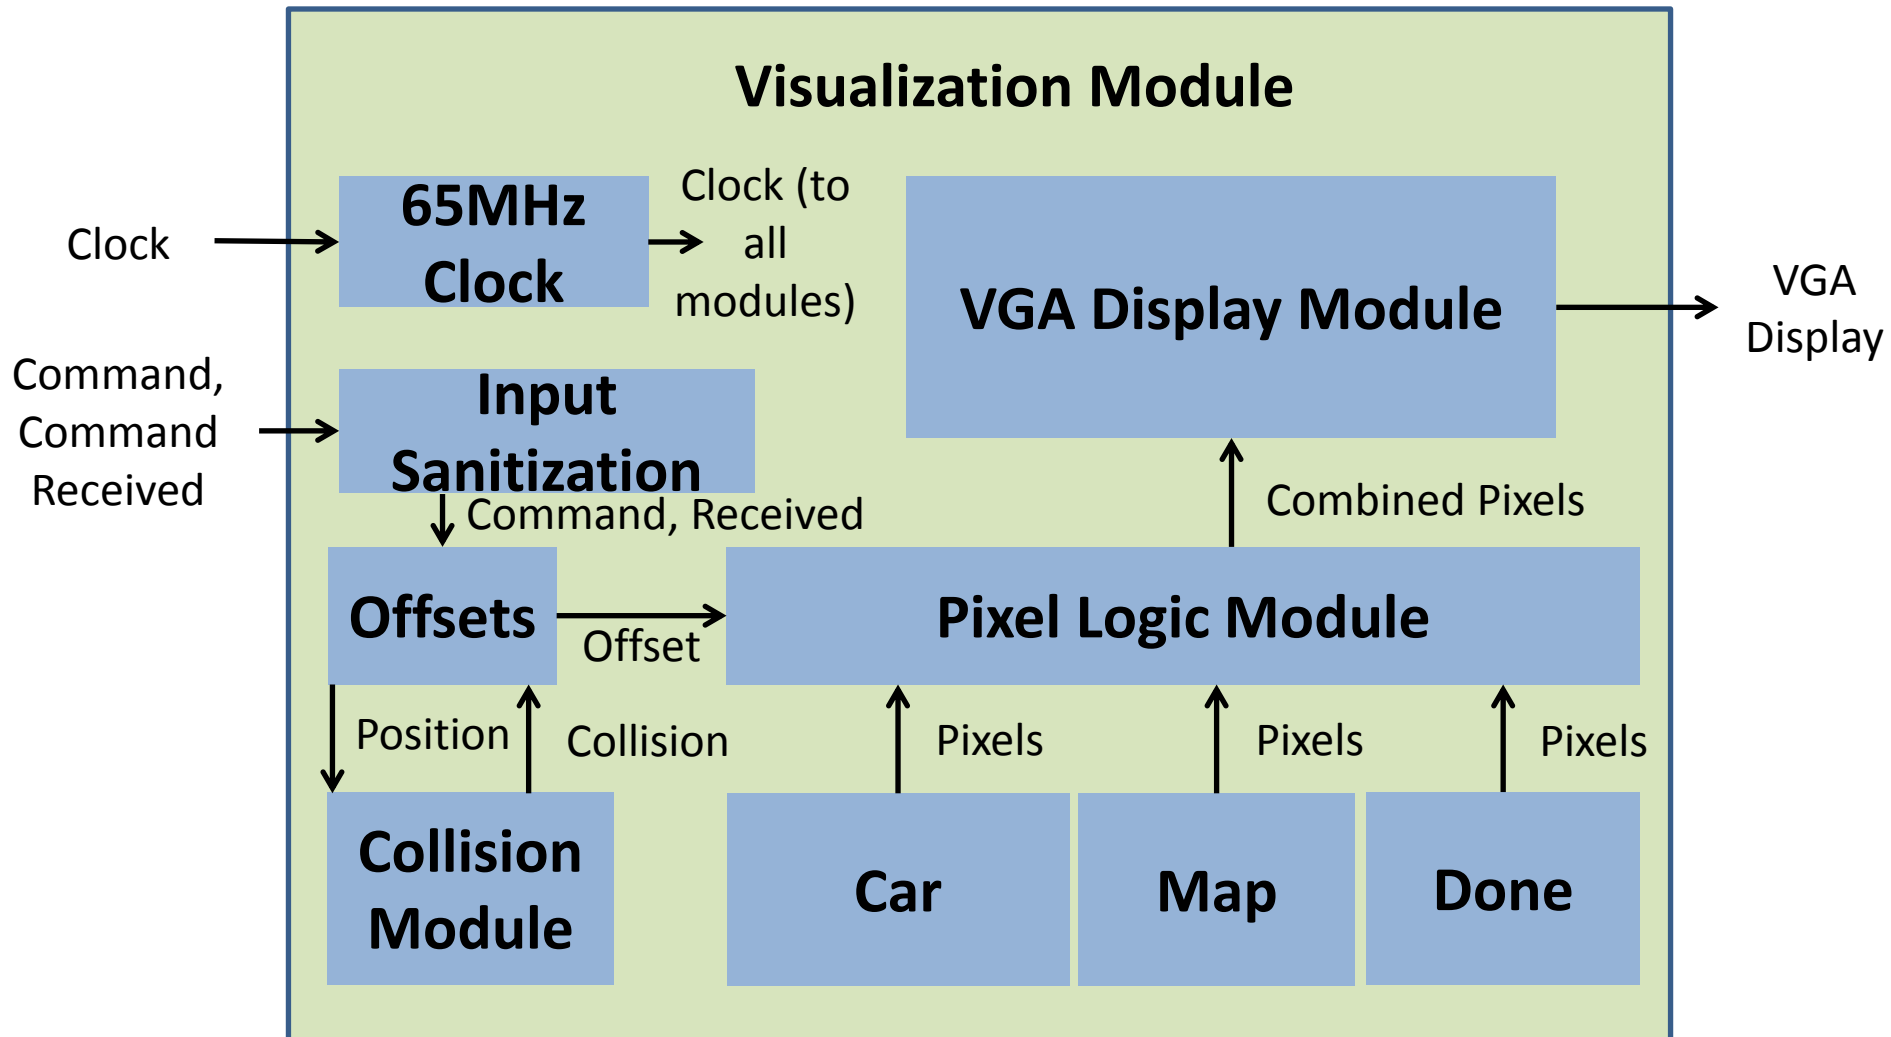 Visualization Module
Clock
65MHz
Clock
Clock (to
all
modules)
VGA Display Module
VGA
Display
Command,
Command
Received
Input
Sanitization
Command, Received
Combined Pixels
Offsets
Offset
Pixel Logic Module
Position
Collision
Pixels
Pixels
Pixels
Collision
Module
Car
Map
Done